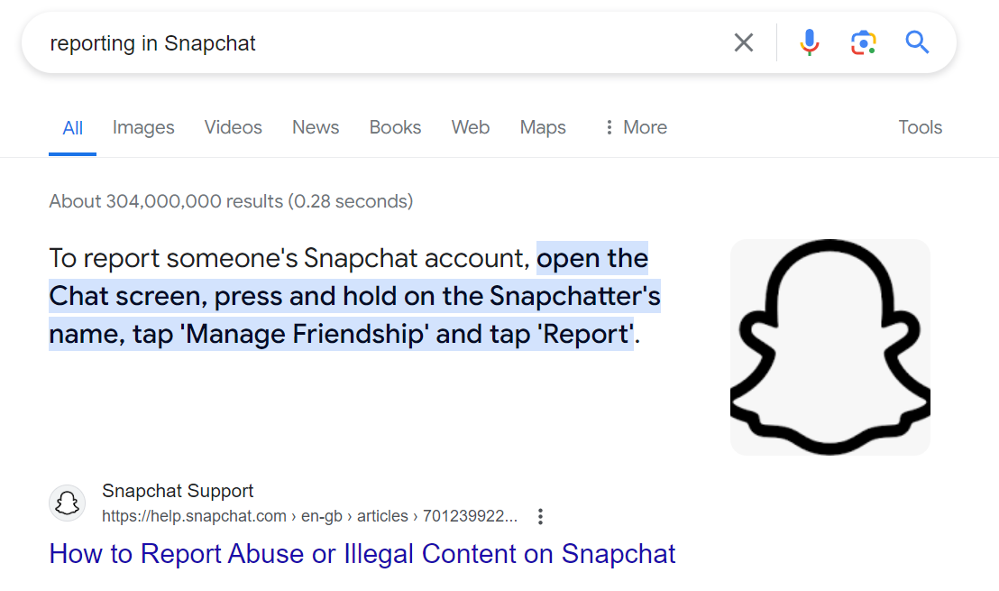 reporting in Snapchat
All Images Videos News Books Web Maps More Tools
About 304,000,000 results (0.28 seconds)
To report someone's Snapchat account, open the
Chat screen, press and hold on the Snapchatter's
name, tap 'Manage Friendship' and tap 'Report'.
Snapchat Support
https://help.snapchat.com › en-gb › articles › 701239922...
How to Report Abuse or Illegal Content on Snapchat